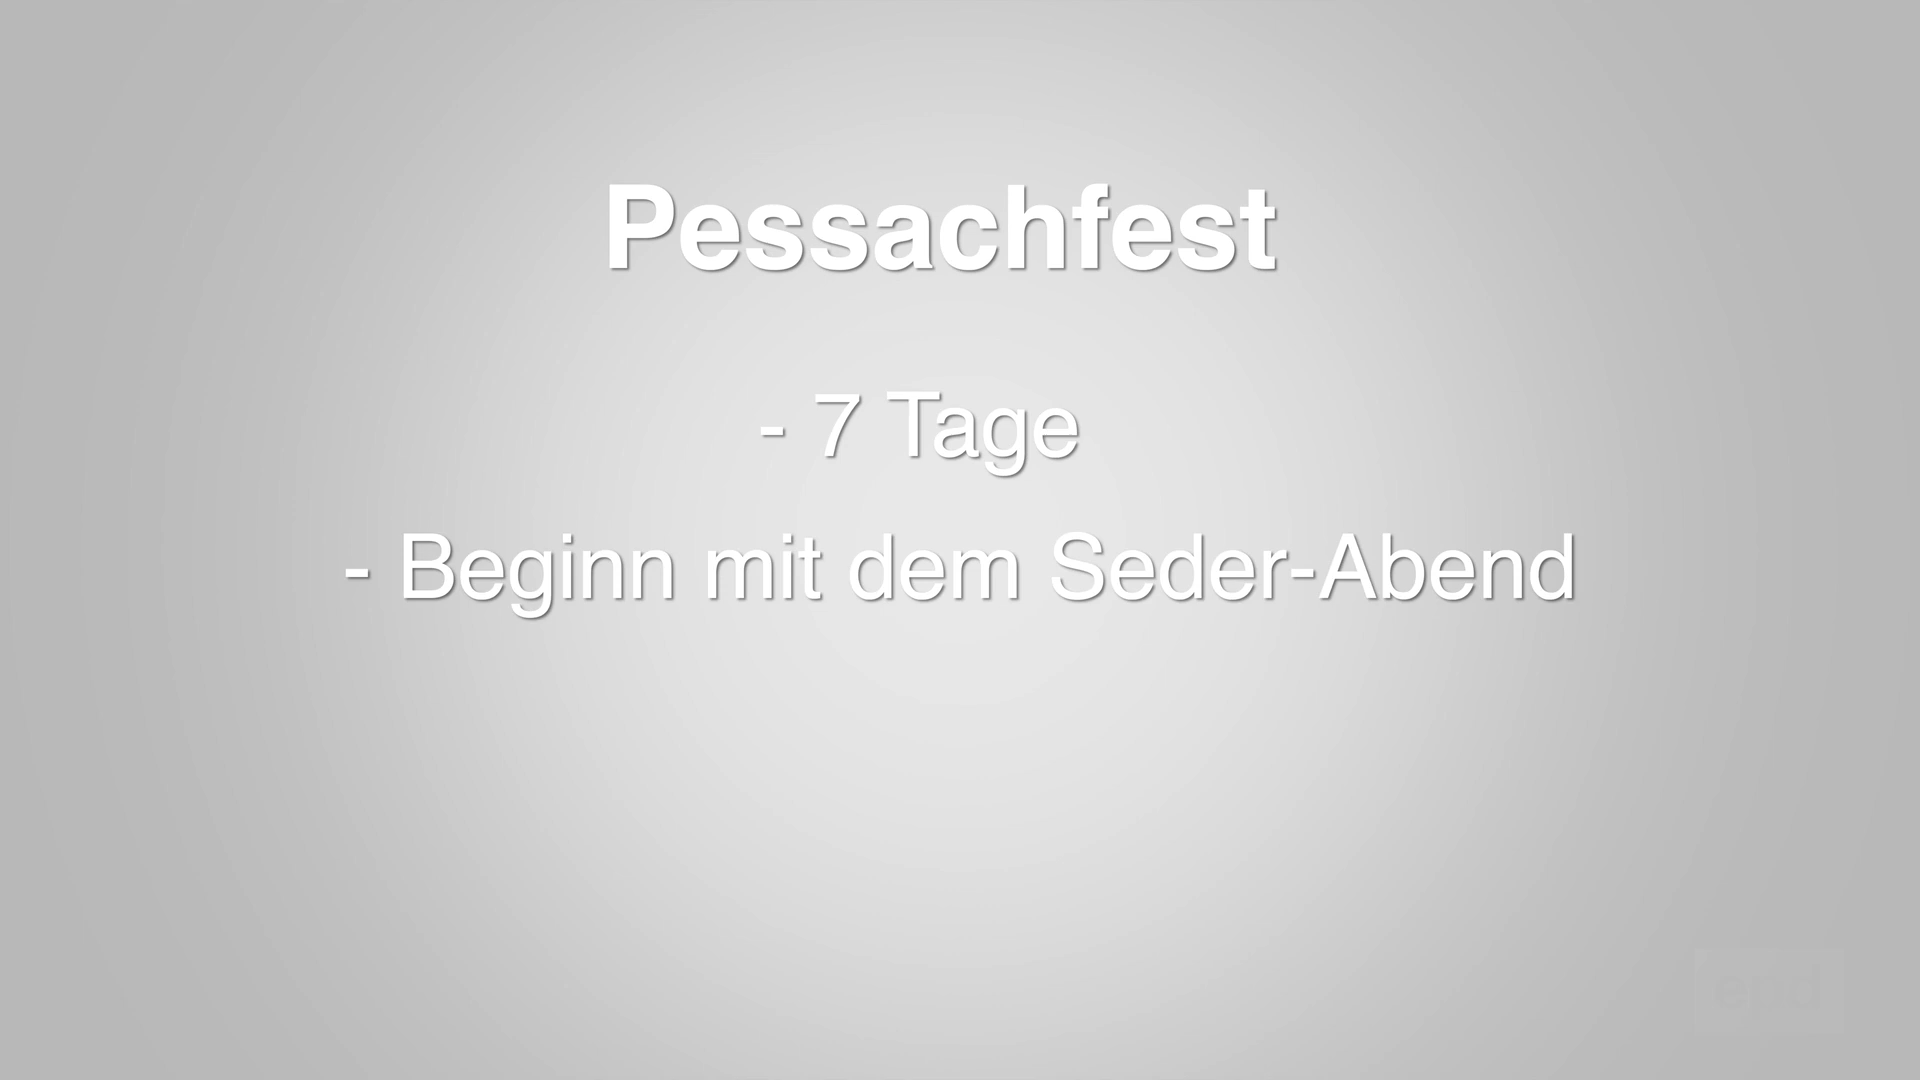 Pessachfest
- 7 Tage
- Beginn mit dem Seder-Abend